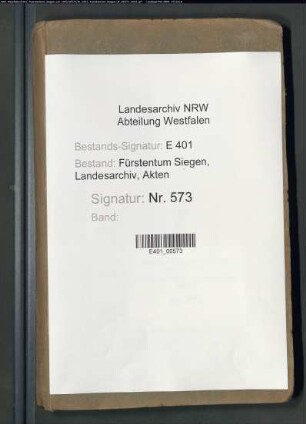 Landesarchiv NRW
Abteilung Westfalen
Bestands-Signatur: E 401
Bestand: Fürstentum Siegen,
Landesarchiv, Akten
Signatur: Nr. 573
Band:
E401_00573